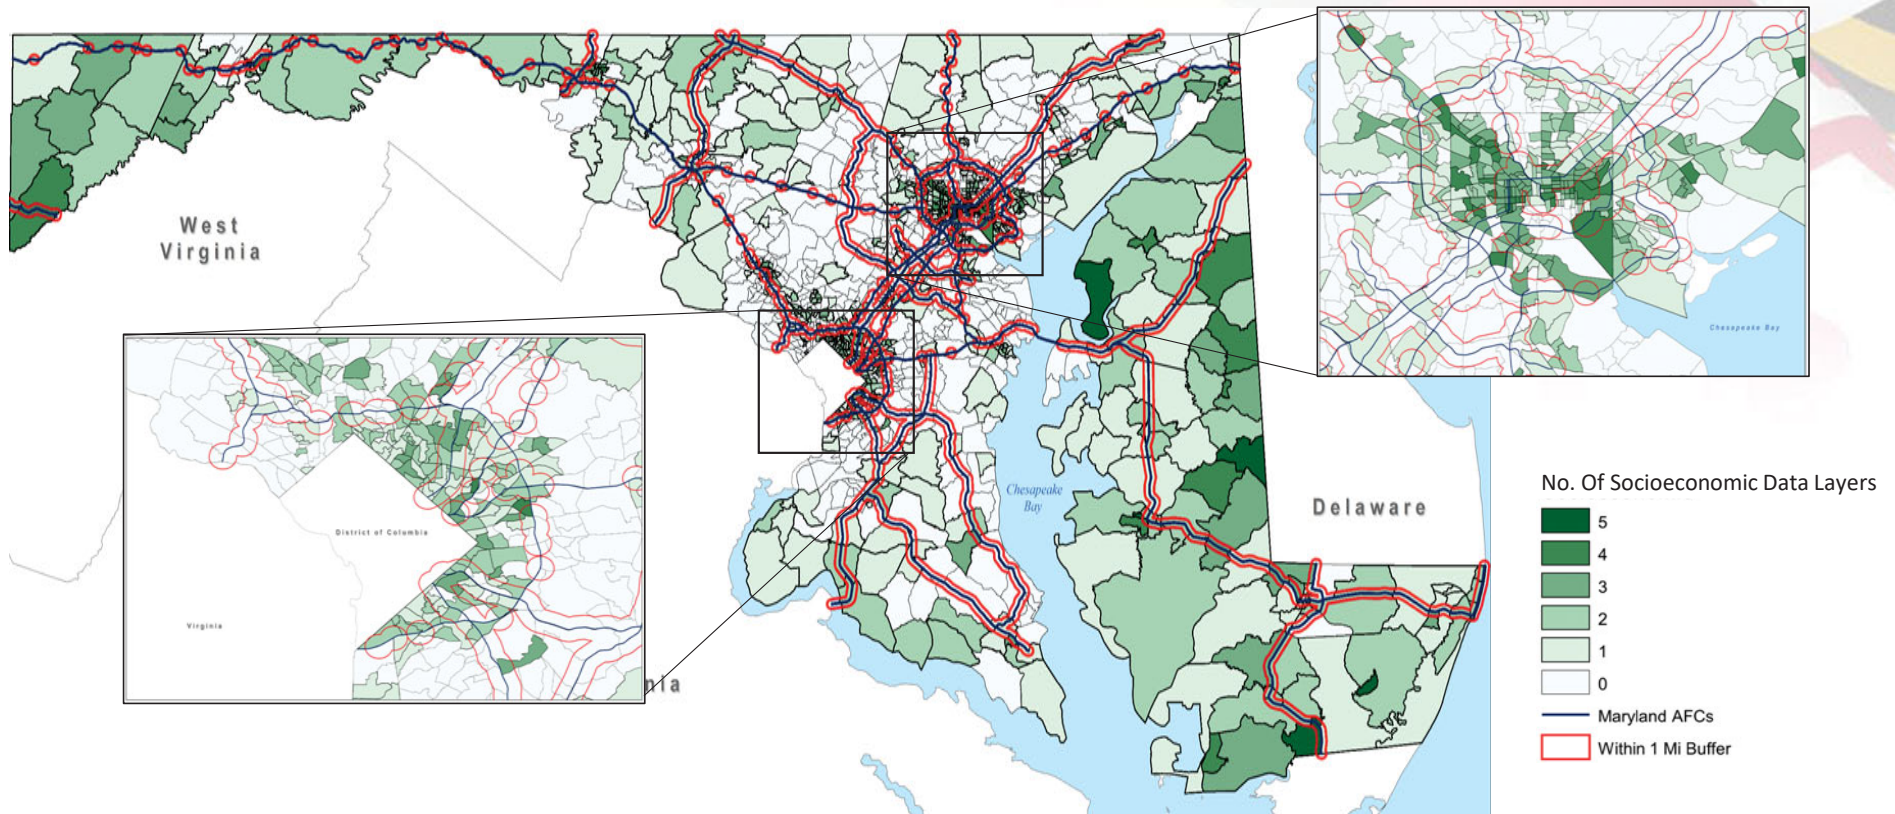 West
Virginia
Chesapeake Bay
District of Columbia
Virginia
nia
Chesapeake
Bay
Delaware
No. Of Socioeconomic Data Layers
5
4
3
2
1
0
Maryland AFCs
Within 1 Mi Buffer